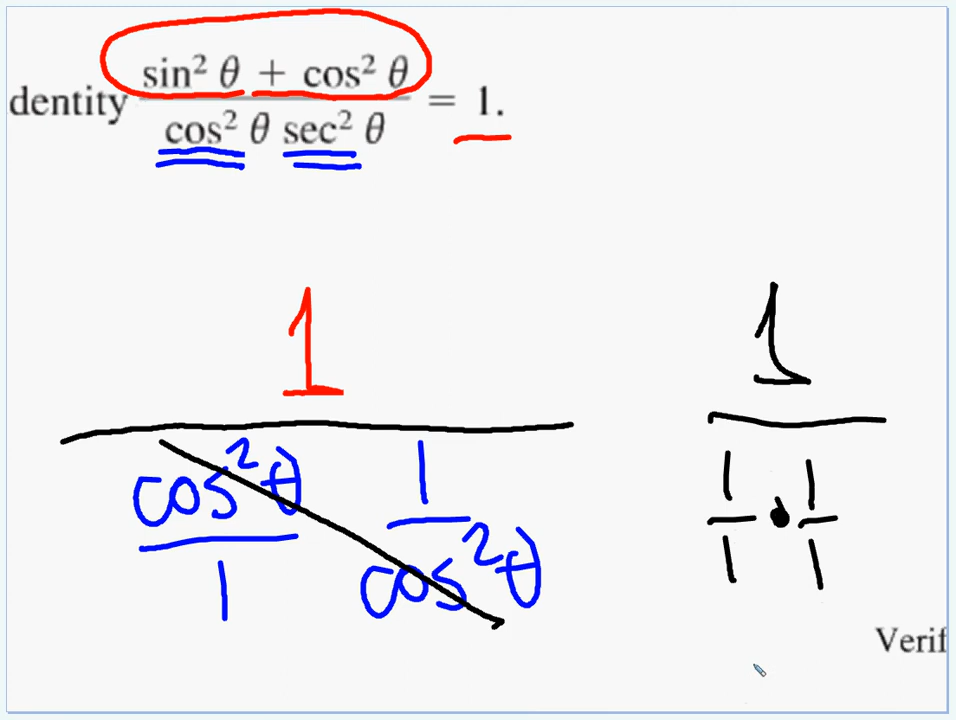 dentity sin² θ + cos² θ / cos² θ sec² θ = 1.
1 1
cos²θ 1 1 1
1 cos²θ 1 1
Verif